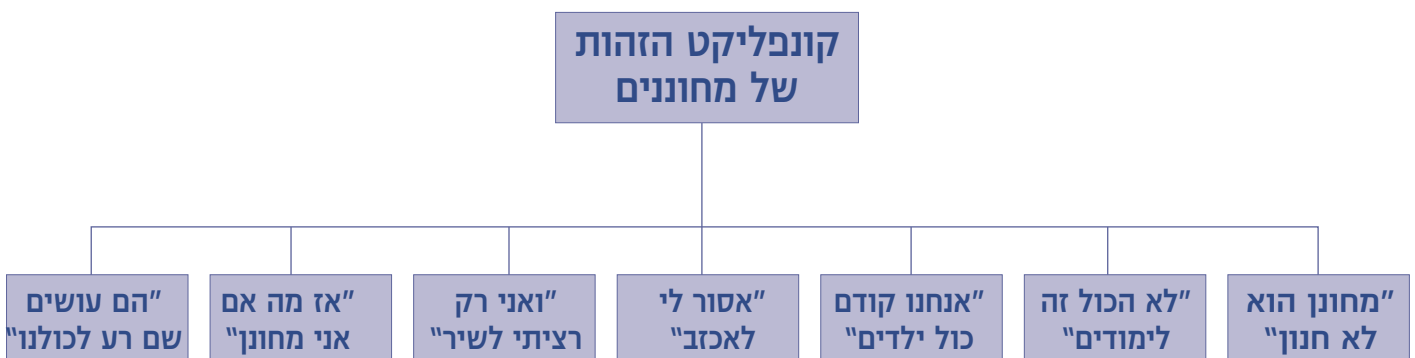 קונפליקט הזהות
של מחוננים
"מחונן הוא
לא חנון"
"לא הכול זה
לימודים"
"אנחנו קודם
כול ילדים"
"אסור לי
לאכזב"
"ואני רק
רציתי לשיר"
"אז מה אם
אני מחונן"
"הם עושים
שם רע לכולנו"